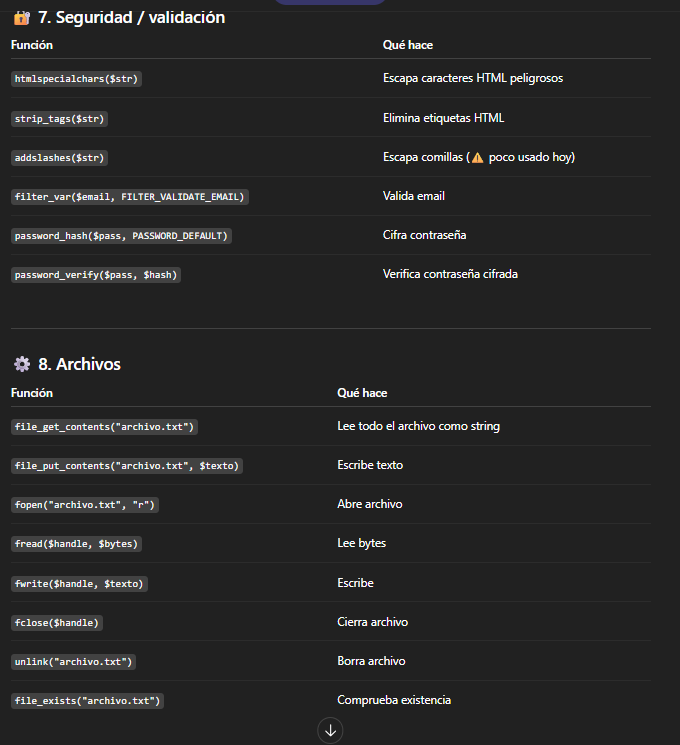 🔐 7. Seguridad / validación
Función Qué hace
htmlspecialchars($str) Escapa caracteres HTML peligrosos
strip_tags($str) Elimina etiquetas HTML
addslashes($str) Escapa comillas (⚠️ poco usado hoy)
filter_var($email, FILTER_VALIDATE_EMAIL) Valida email
password_hash($pass, PASSWORD_DEFAULT) Cifra contraseña
password_verify($pass, $hash) Verifica contraseña cifrada
⚙️ 8. Archivos
Función Qué hace
file_get_contents("archivo.txt") Lee todo el archivo como string
file_put_contents("archivo.txt", $texto) Escribe texto
fopen("archivo.txt", "r") Abre archivo
fread($handle, $bytes) Lee bytes
fwrite($handle, $texto) Escribe
fclose($handle) Cierra archivo
unlink("archivo.txt") Borra archivo
file_exists("archivo.txt") Comprueba existencia